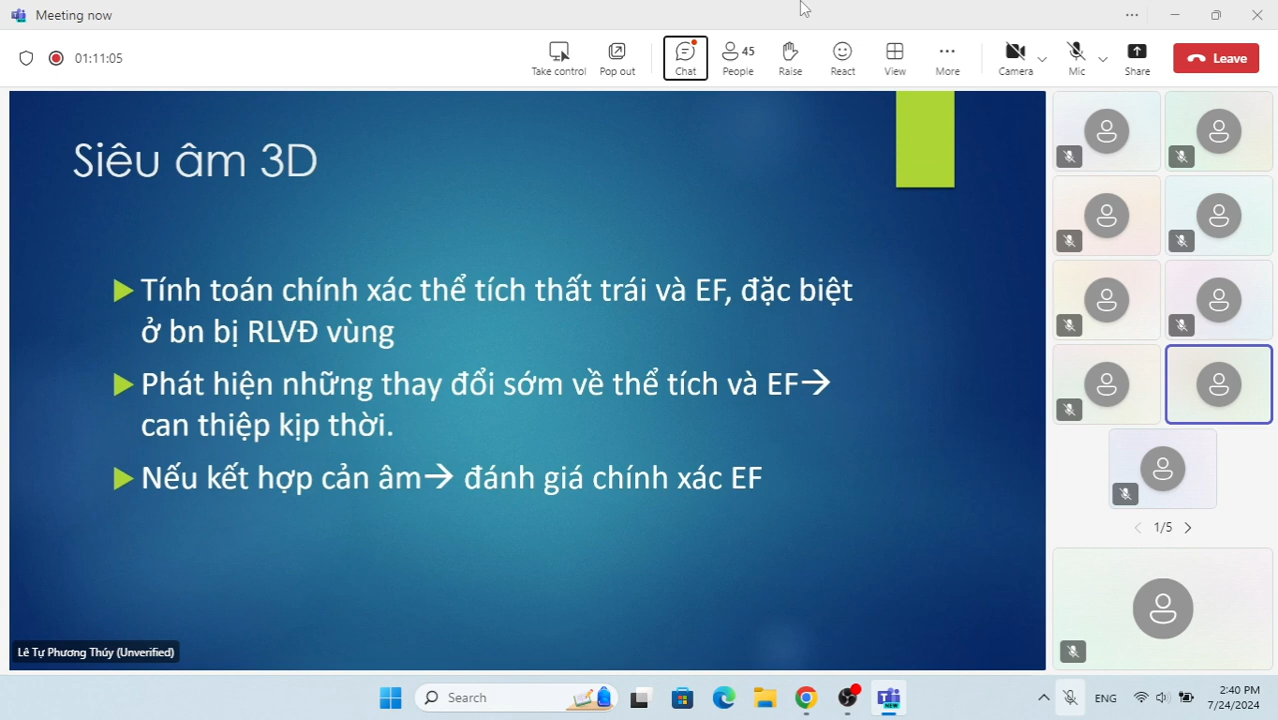 Meeting now
01:11:05
Take control
Pop out
Chat
45
People
Raise
React
View
More
Camera
Mic
Share
Leave
Siêu âm 3D
Tính toán chính xác thể tích thất trái và EF, đặc biệt
ở bn bị RLVĐ vùng
Phát hiện những thay đổi sớm về thể tích và EF→
can thiệp kịp thời.
Nếu kết hợp cản âm→ đánh giá chính xác EF
1/5
Lê Tự Phương Thúy (Unverified)
Search
NEW
ENG
2:40 PM
7/24/2024